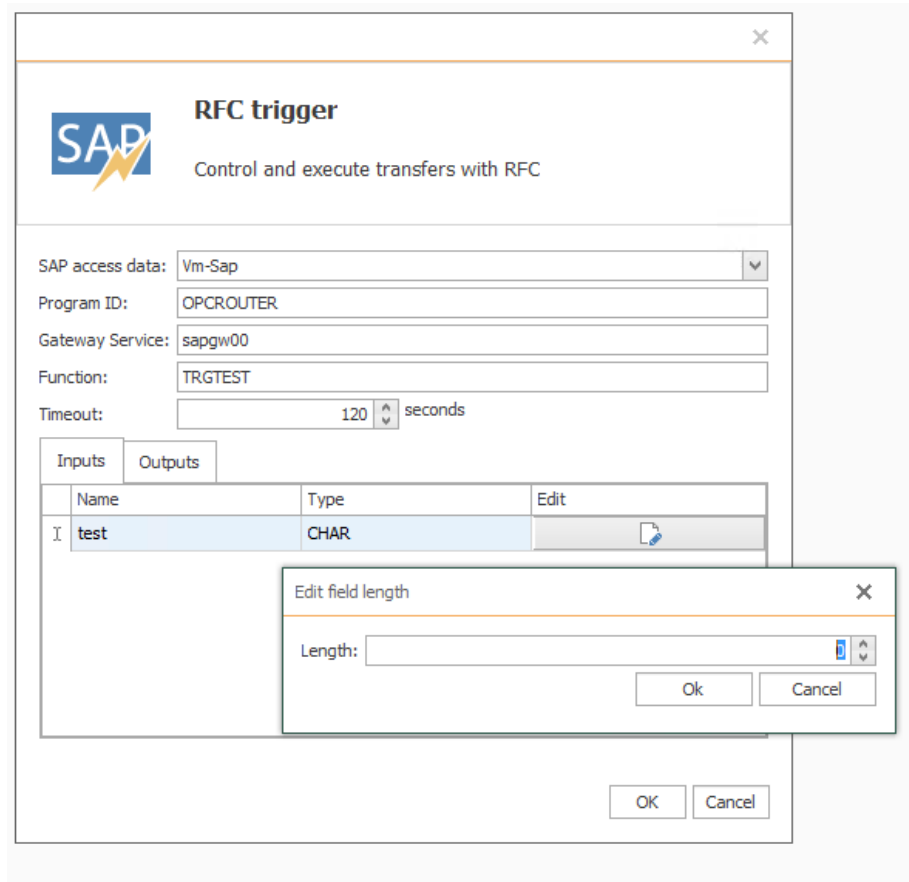 RFC trigger
SAP
Control and execute transfers with RFC
SAP access data: Vm-Sap
Program ID: OPCROUTER
Gateway Service: sapgw00
Function: TRGTEST
Timeout: 120 seconds
Inputs Outputs
Name Type Edit
test CHAR
Edit field length
Length: 0
Ok Cancel
OK Cancel